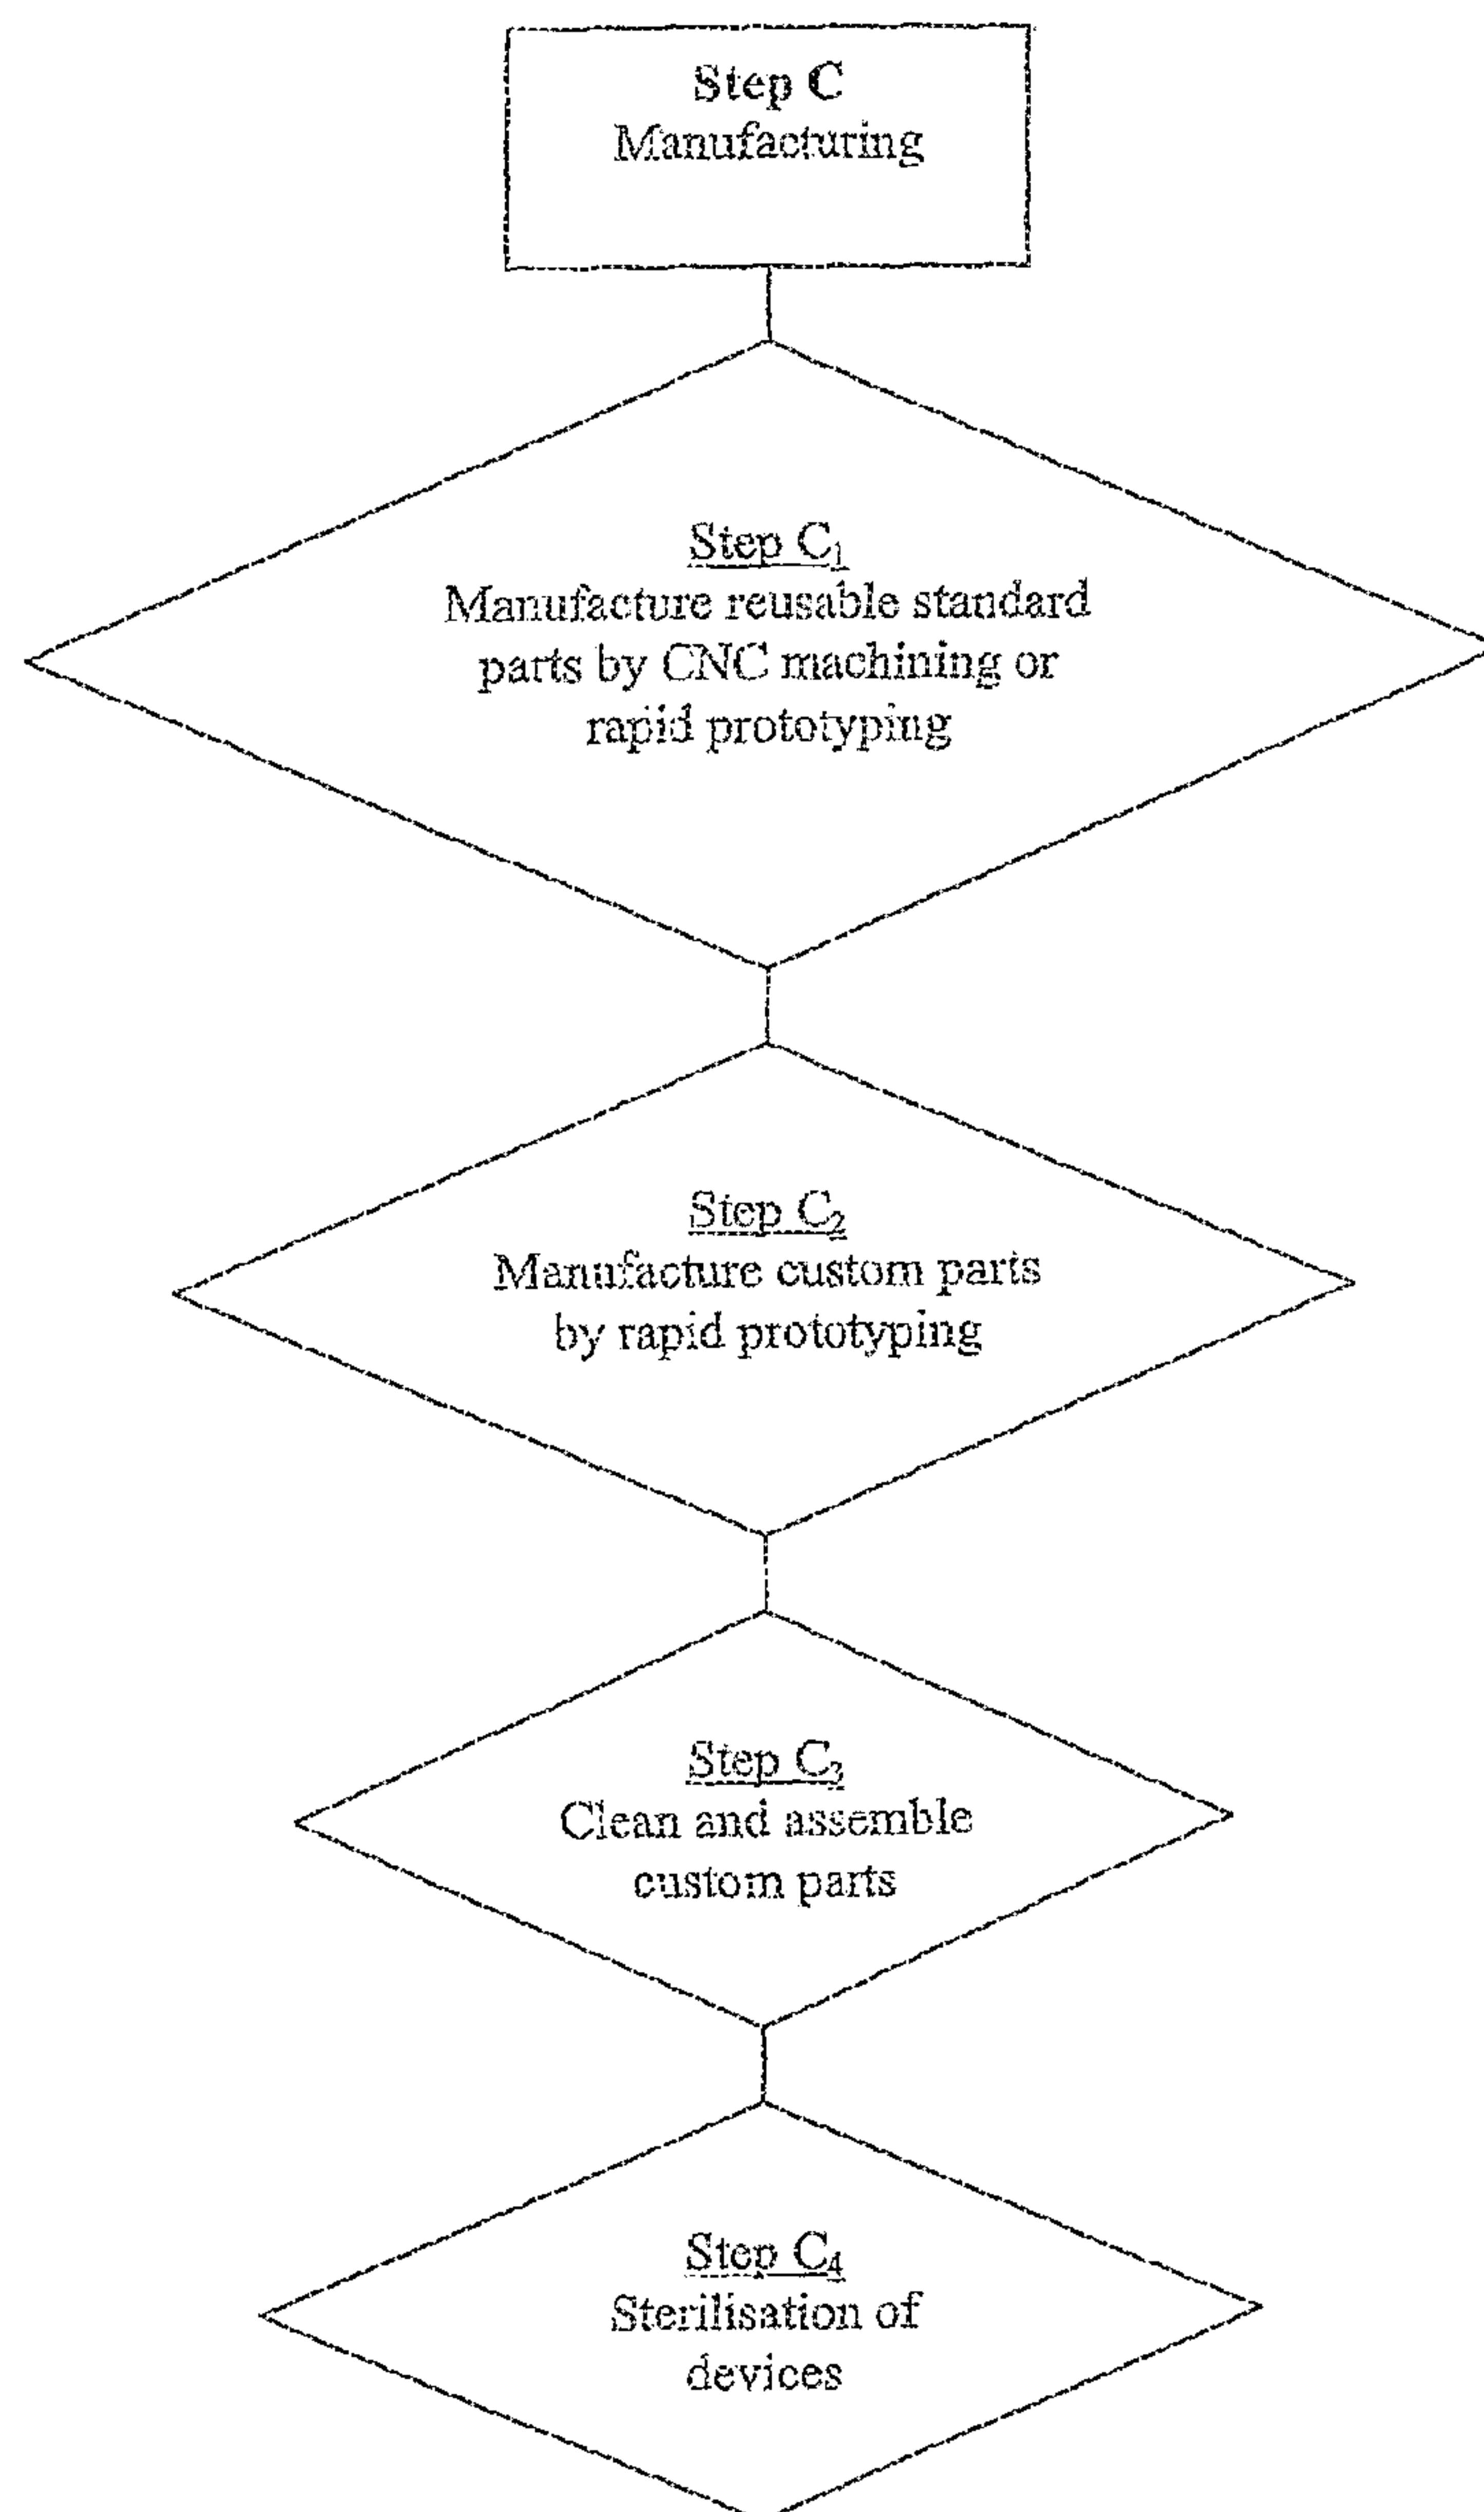 Step C
Manufacturing
Step C₁
Manufacture reusable standard
parts by CNC machining or
rapid prototyping
Step C₂
Manufacture custom parts
by rapid prototyping
Step C₃
Clean and assemble
custom parts
Step C₄
Sterilisation of
devices